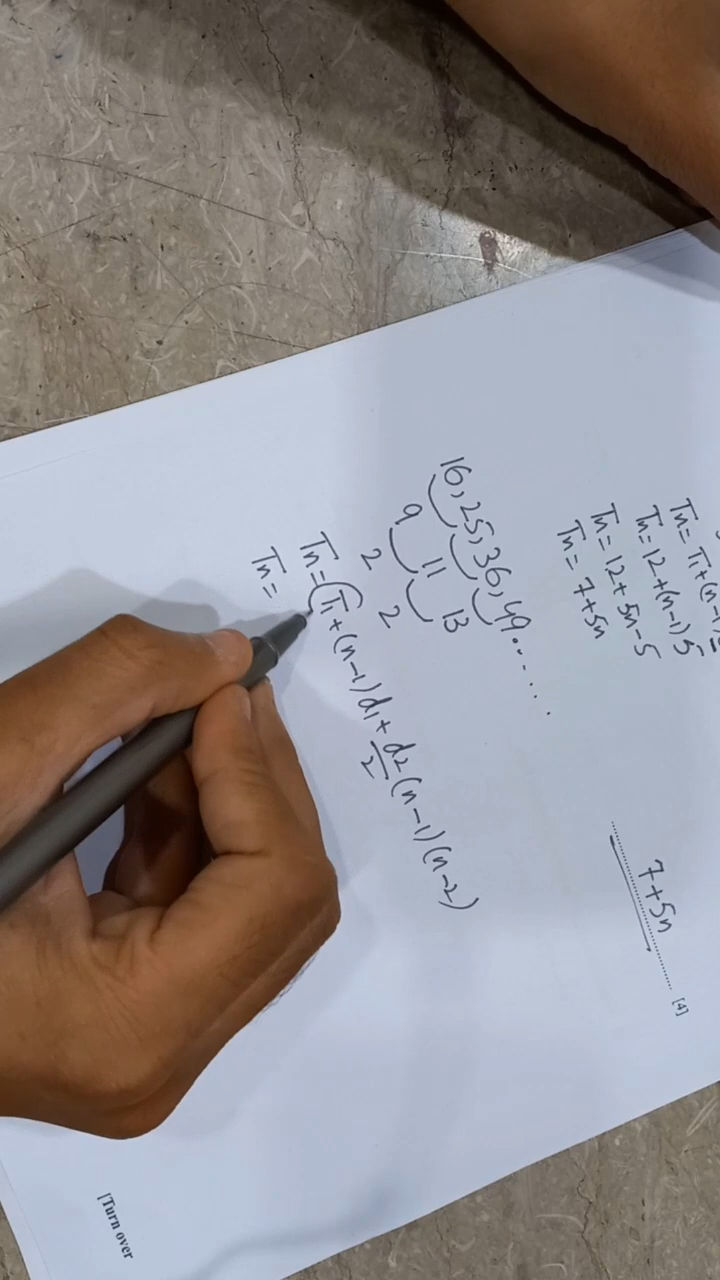 Tn = T1 + (n-1)
Tn = 12 + (n-1) 5
Tn = 12 + 5n - 5
Tn = 7 + 5n
7 + 5n
[4]
16, 25, 36, 49......
9 11 13
2 2
Tn = T1 + (n-1) d1 + d2/2 (n-1) (n-2)
Tn =
[Turn over